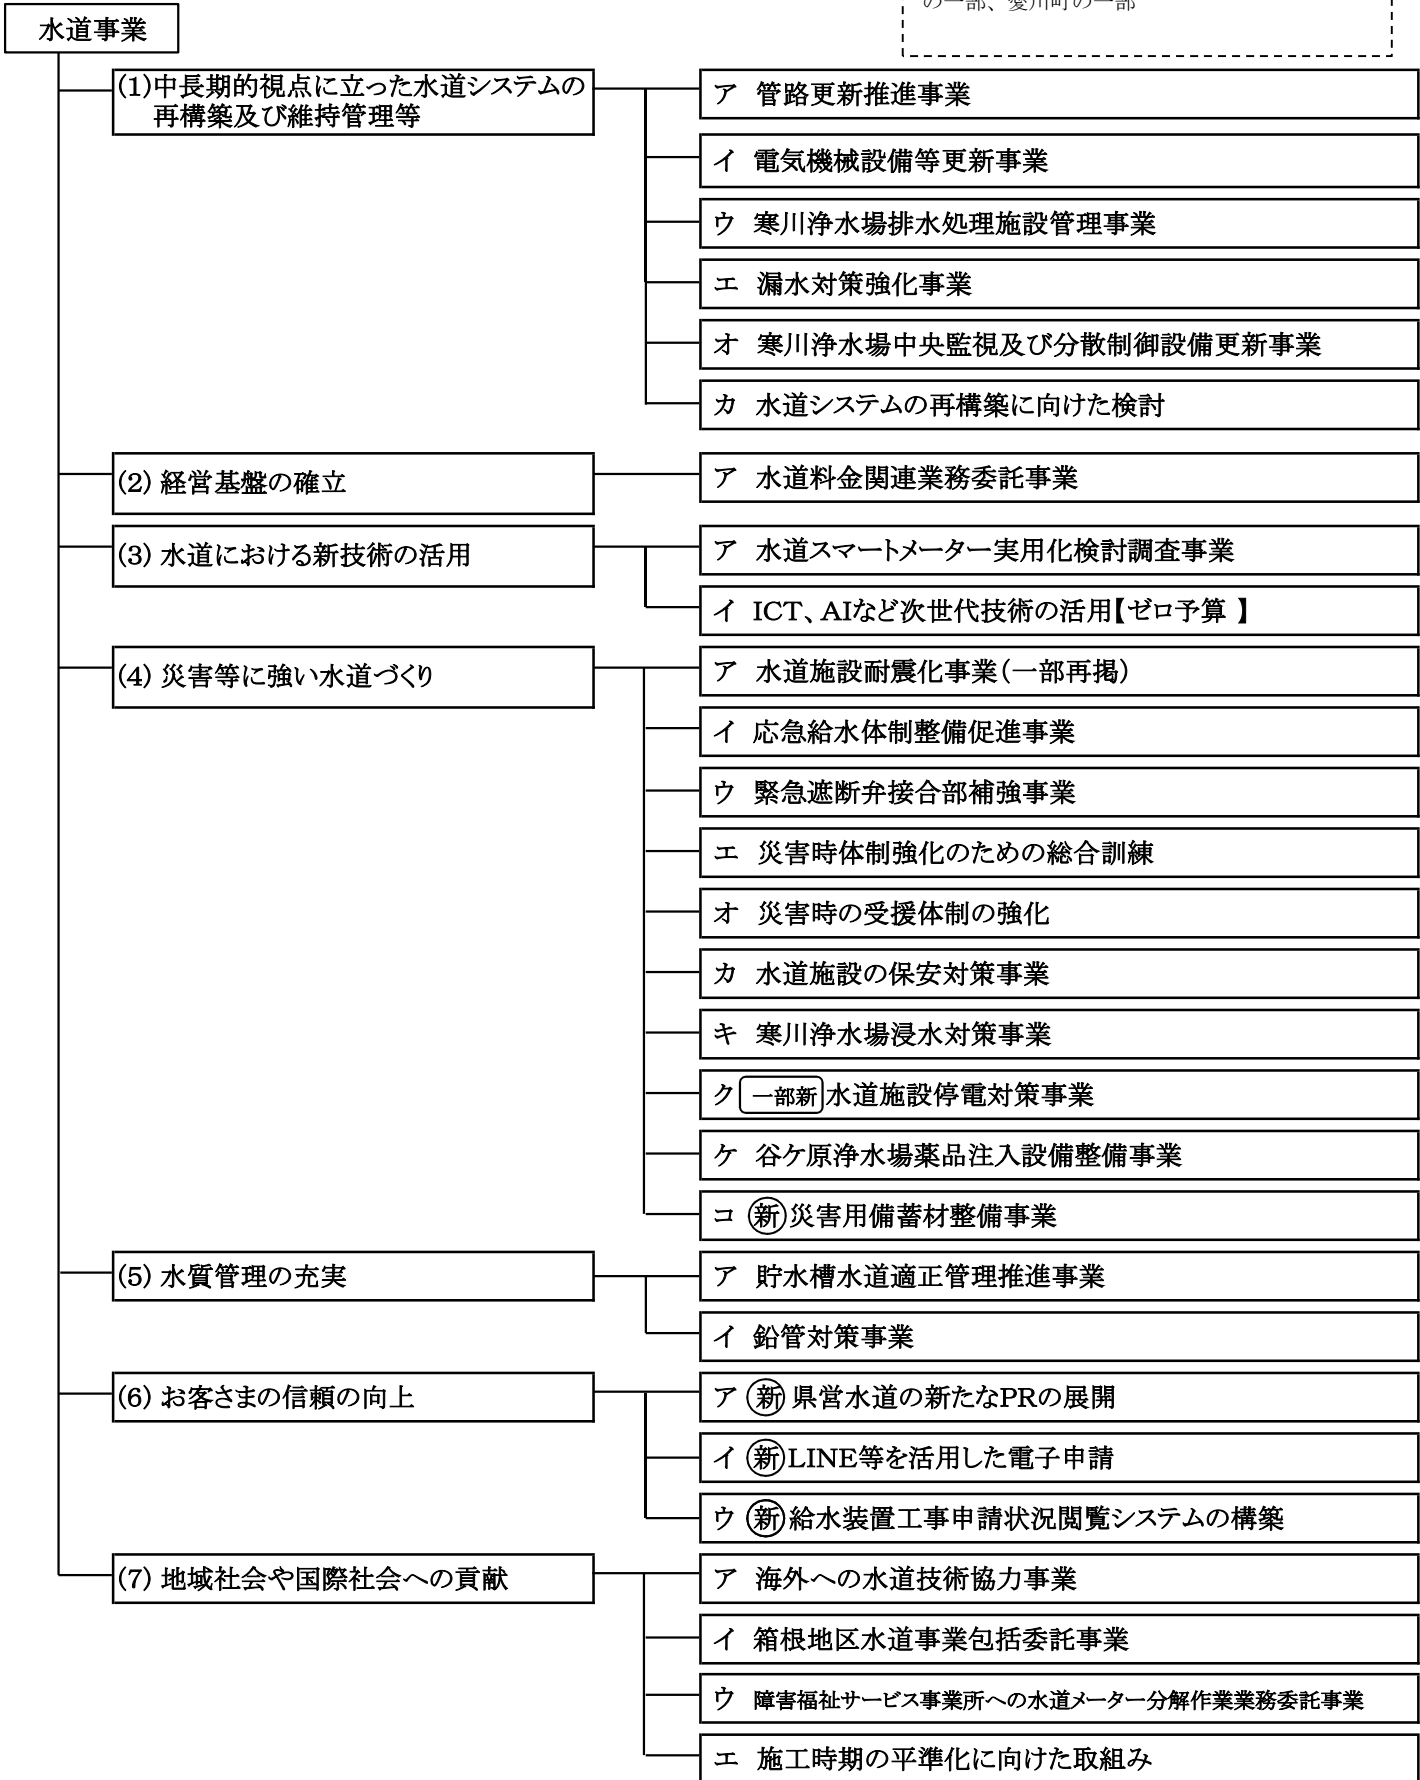 の一部、愛川町の一部
水道事業
(1)中長期的視点に立った水道システムの
再構築及び維持管理等
ア 管路更新推進事業
イ 電気機械設備等更新事業
ウ 寒川浄水場排水処理施設管理事業
エ 漏水対策強化事業
オ 寒川浄水場中央監視及び分散制御設備更新事業
カ 水道システムの再構築に向けた検討
(2) 経営基盤の確立
ア 水道料金関連業務委託事業
(3) 水道における新技術の活用
ア 水道スマートメーター実用化検討調査事業
イ ICT、AIなど次世代技術の活用【ゼロ予算 】
(4) 災害等に強い水道づくり
ア 水道施設耐震化事業(一部再掲)
イ 応急給水体制整備促進事業
ウ 緊急遮断弁接合部補強事業
エ 災害時体制強化のための総合訓練
オ 災害時の受援体制の強化
カ 水道施設の保安対策事業
キ 寒川浄水場浸水対策事業
ク 一部新 水道施設停電対策事業
ケ 谷ケ原浄水場薬品注入設備整備事業
コ 新 災害用備蓄材整備事業
(5) 水質管理の充実
ア 貯水槽水道適正管理推進事業
イ 鉛管対策事業
(6) お客さまの信頼の向上
ア 新 県営水道の新たなPRの展開
イ 新 LINE等を活用した電子申請
ウ 新 給水装置工事申請状況閲覧システムの構築
(7) 地域社会や国際社会への貢献
ア 海外への水道技術協力事業
イ 箱根地区水道事業包括委託事業
ウ 障害福祉サービス事業所への水道メーター分解作業業務委託事業
エ 施工時期の平準化に向けた取組み